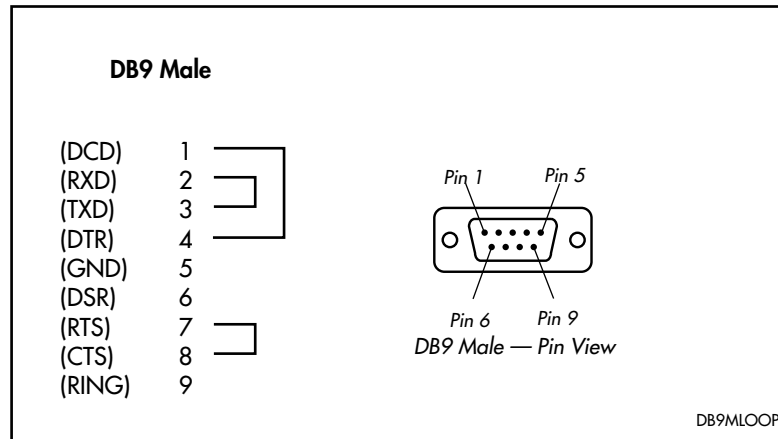 DB9 Male
(DCD) 1
(RXD) 2
(TXD) 3
(DTR) 4
(GND) 5
(DSR) 6
(RTS) 7
(CTS) 8
(RING) 9
Pin 1 Pin 5
Pin 6 Pin 9
DB9 Male — Pin View
DB9MLOOP